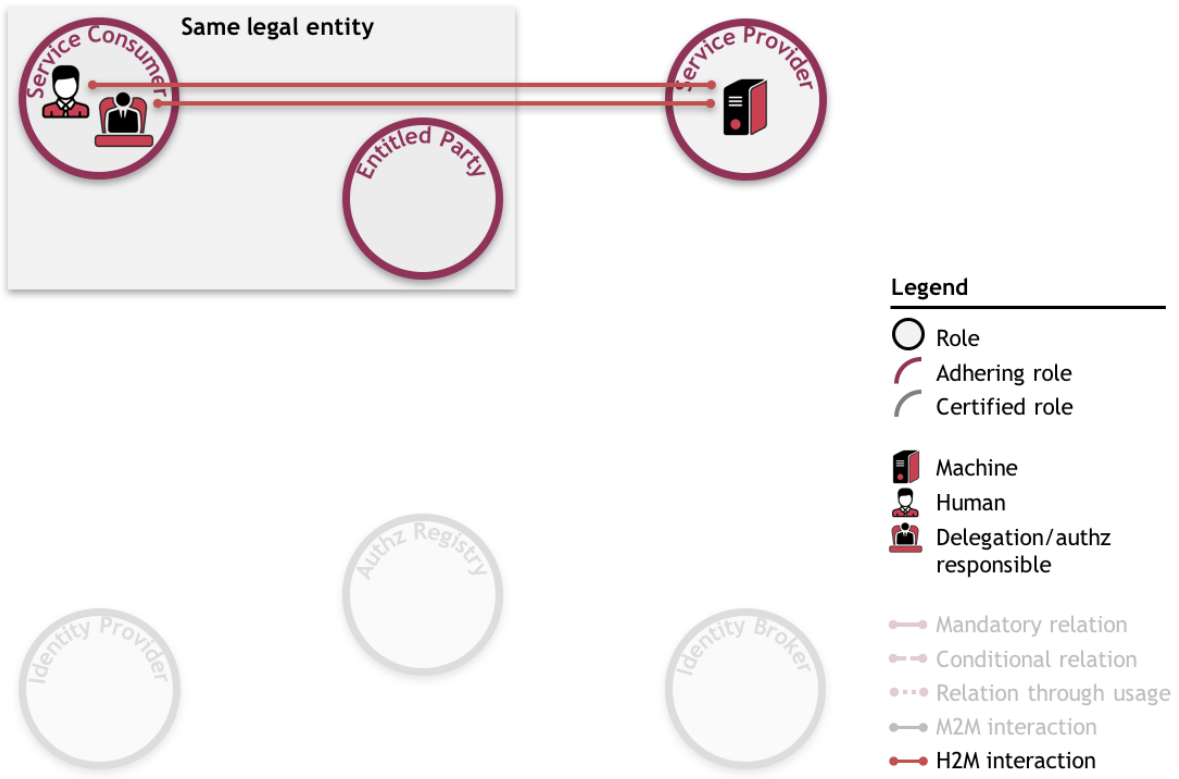 Same legal entity
Service Consumer
Service Provider
Entitled Party
Legend
Role
Adhering role
Certified role
Machine
Human
Delegation/authz
responsible
Authz Registry
Identity Provider
Identity Broker
Mandatory relation
Conditional relation
Relation through usage
M2M interaction
H2M interaction